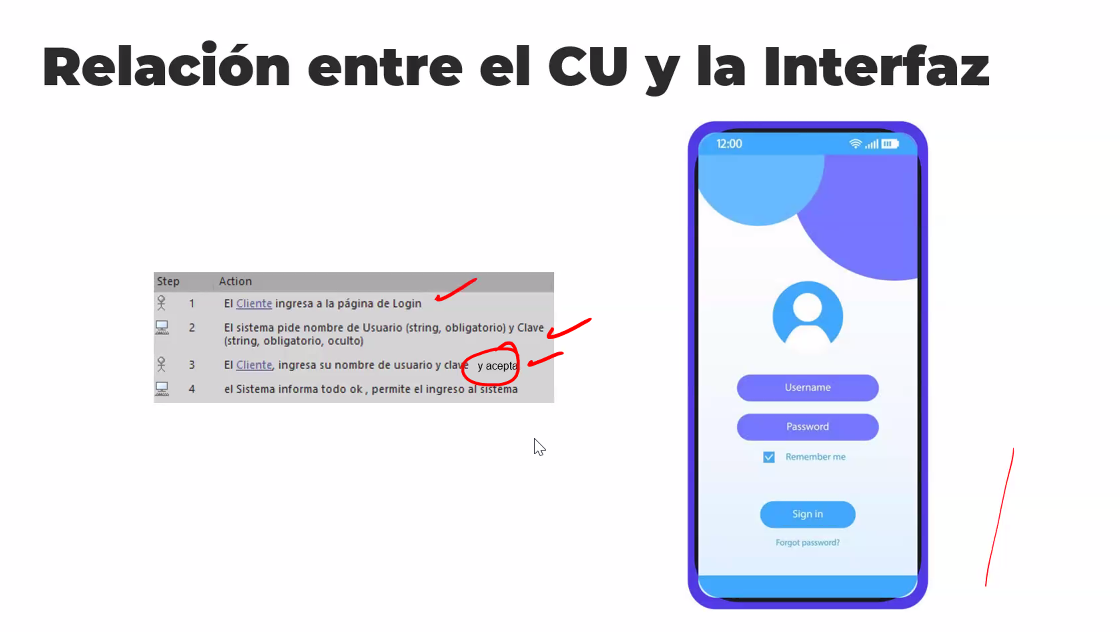 Relación entre el CU y la Interfaz
Step Action
1 El Cliente ingresa a la página de Login
2 El sistema pide nombre de Usuario (string, obligatorio) y Clave
(string, obligatorio, oculto)
3 El Cliente, ingresa su nombre de usuario y clave y acepta
4 el Sistema informa todo ok , permite el ingreso al sistema
12:00
Username
Password
Remember me
Sign in
Forgot password?